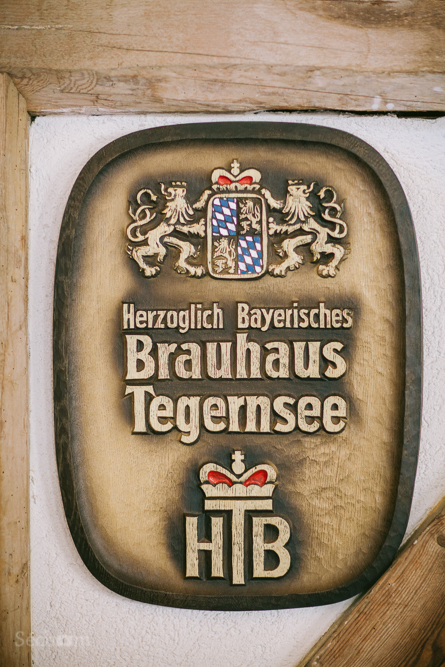 Herzoglich Bayerisches
Brauhaus
Tegernsee
HTB